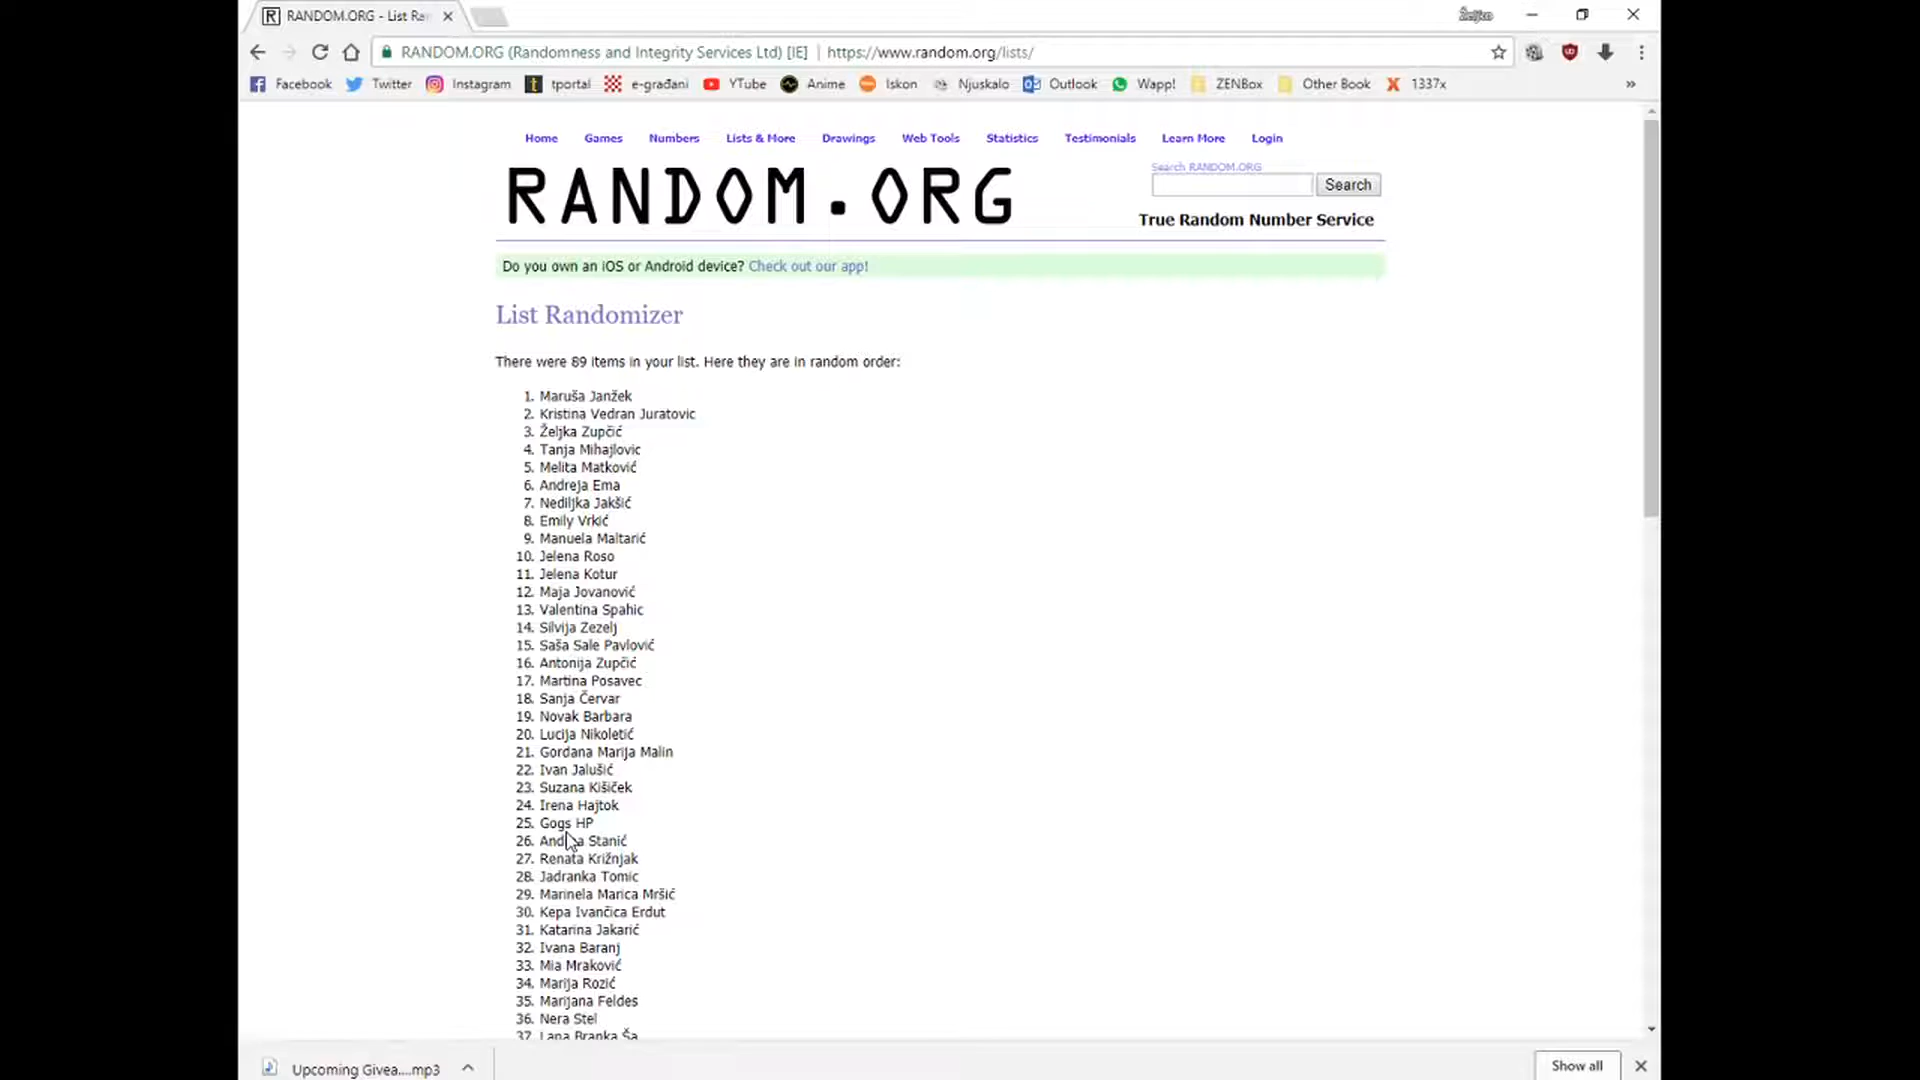 RANDOM.ORG - List Ra
Željko
RANDOM.ORG (Randomness and Integrity Services Ltd) [IE] | https://www.random.org/lists/
Facebook Twitter Instagram tportal e-građani YTube Anime Iskon Njuskalo Outlook Wapp! ZENBox Other Book 1337x »
Home Games Numbers Lists & More Drawings Web Tools Statistics Testimonials Learn More Login
RANDOM.ORG
Search RANDOM.ORG
Search
True Random Number Service
Do you own an iOS or Android device? Check out our app!
List Randomizer
There were 89 items in your list. Here they are in random order:
1. Maruša Janžek
2. Kristina Vedran Juratovic
3. Željka Zupčić
4. Tanja Mihajlovic
5. Melita Matković
6. Andreja Ema
7. Nediljka Jakšić
8. Emily Vrkić
9. Manuela Maltarić
10. Jelena Roso
11. Jelena Kotur
12. Maja Jovanović
13. Valentina Spahic
14. Silvija Zezelj
15. Saša Sale Pavlović
16. Antonija Zupčić
17. Martina Posavec
18. Sanja Červar
19. Novak Barbara
20. Lucija Nikoletić
21. Gordana Marija Malin
22. Ivan Jalušić
23. Suzana Kišiček
24. Irena Hajtok
25. Gogs HP
26. Stanić
27. Renata Križnjak
28. Jadranka Tomic
29. Marinela Marica Mršić
30. Kepa Ivančica Erdut
31. Katarina Jakarić
32. Ivana Baranj
33. Mia Mraković
34. Marija Rozić
35. Marijana Feldes
36. Nera Stel
37. Lana Branka Ša
Upcoming Givea....mp3
Show all